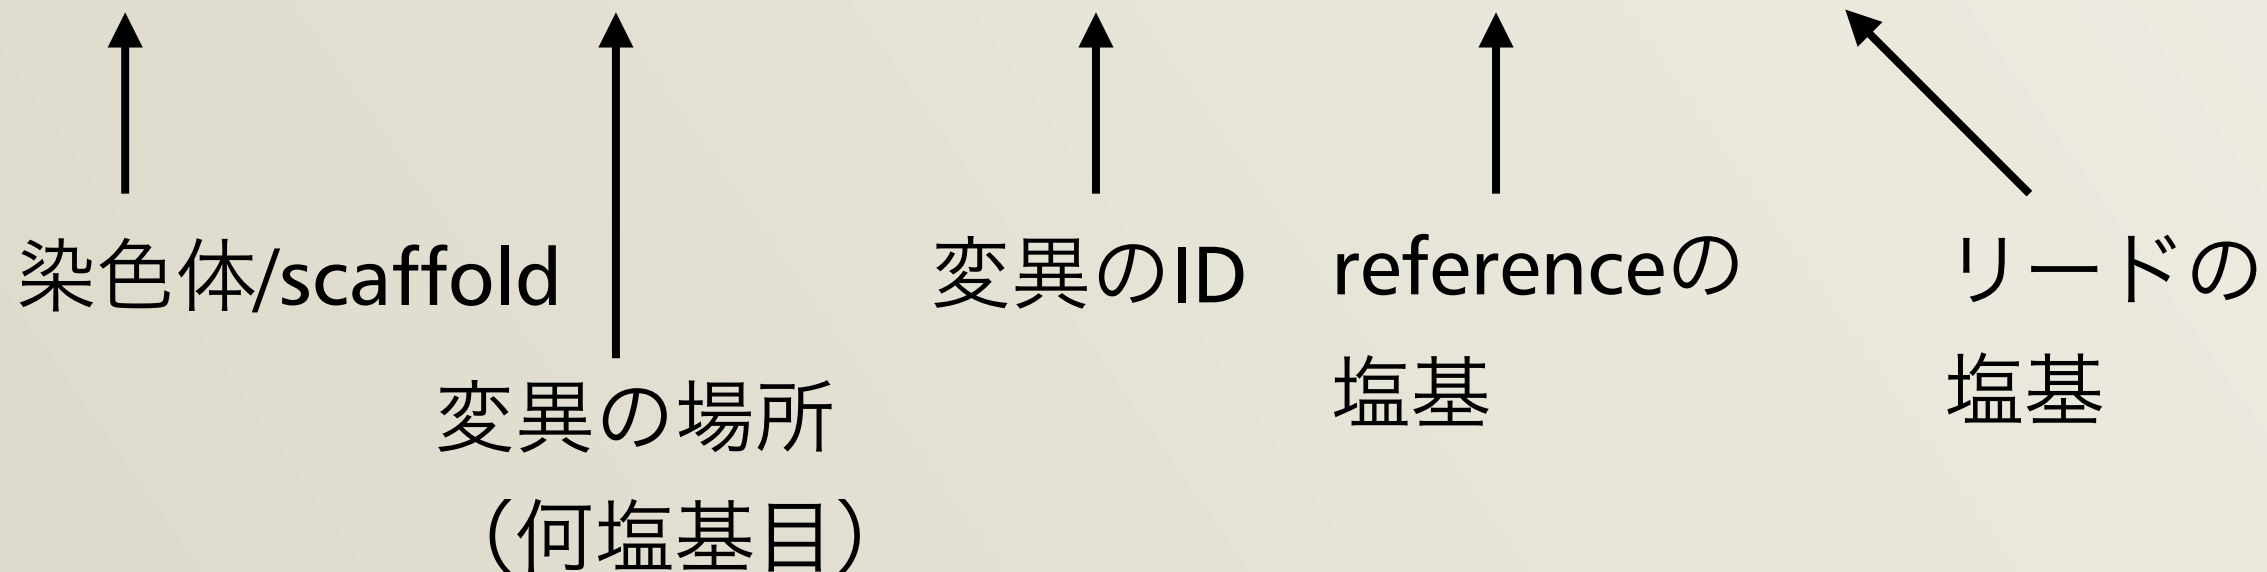 染色体/scaffold
変異の場所
（何塩基目）
変異のID
referenceの
塩基
リードの
塩基